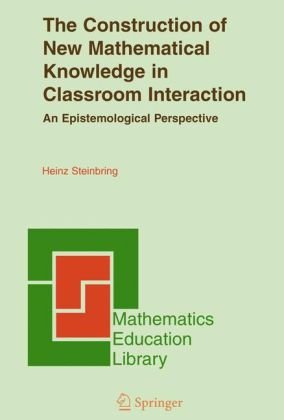 The Construction of
New Mathematical
Knowledge in
Classroom Interaction
An Epistemological Perspective
Heinz Steinbring
Mathematics
Education
Library
Springer